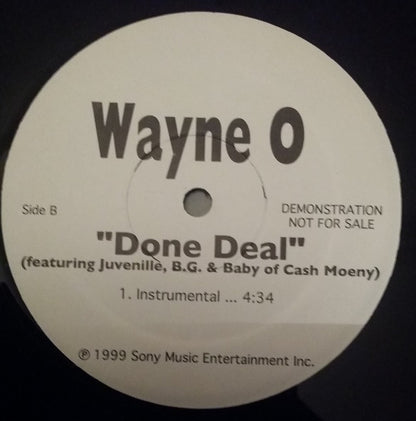 Wayne O
Side B
DEMONSTRATION
NOT FOR SALE
"Done Deal"
(featuring Juvenille, B.G. & Baby of Cash Moeny)
1. Instrumental ... 4:34
℗ 1999 Sony Music Entertainment Inc.